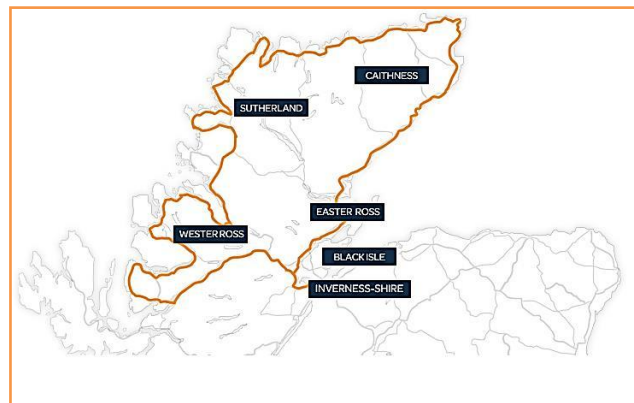 CAITHNESS
SUTHERLAND
EASTER ROSS
WESTER ROSS
BLACK ISLE
INVERNESS-SHIRE